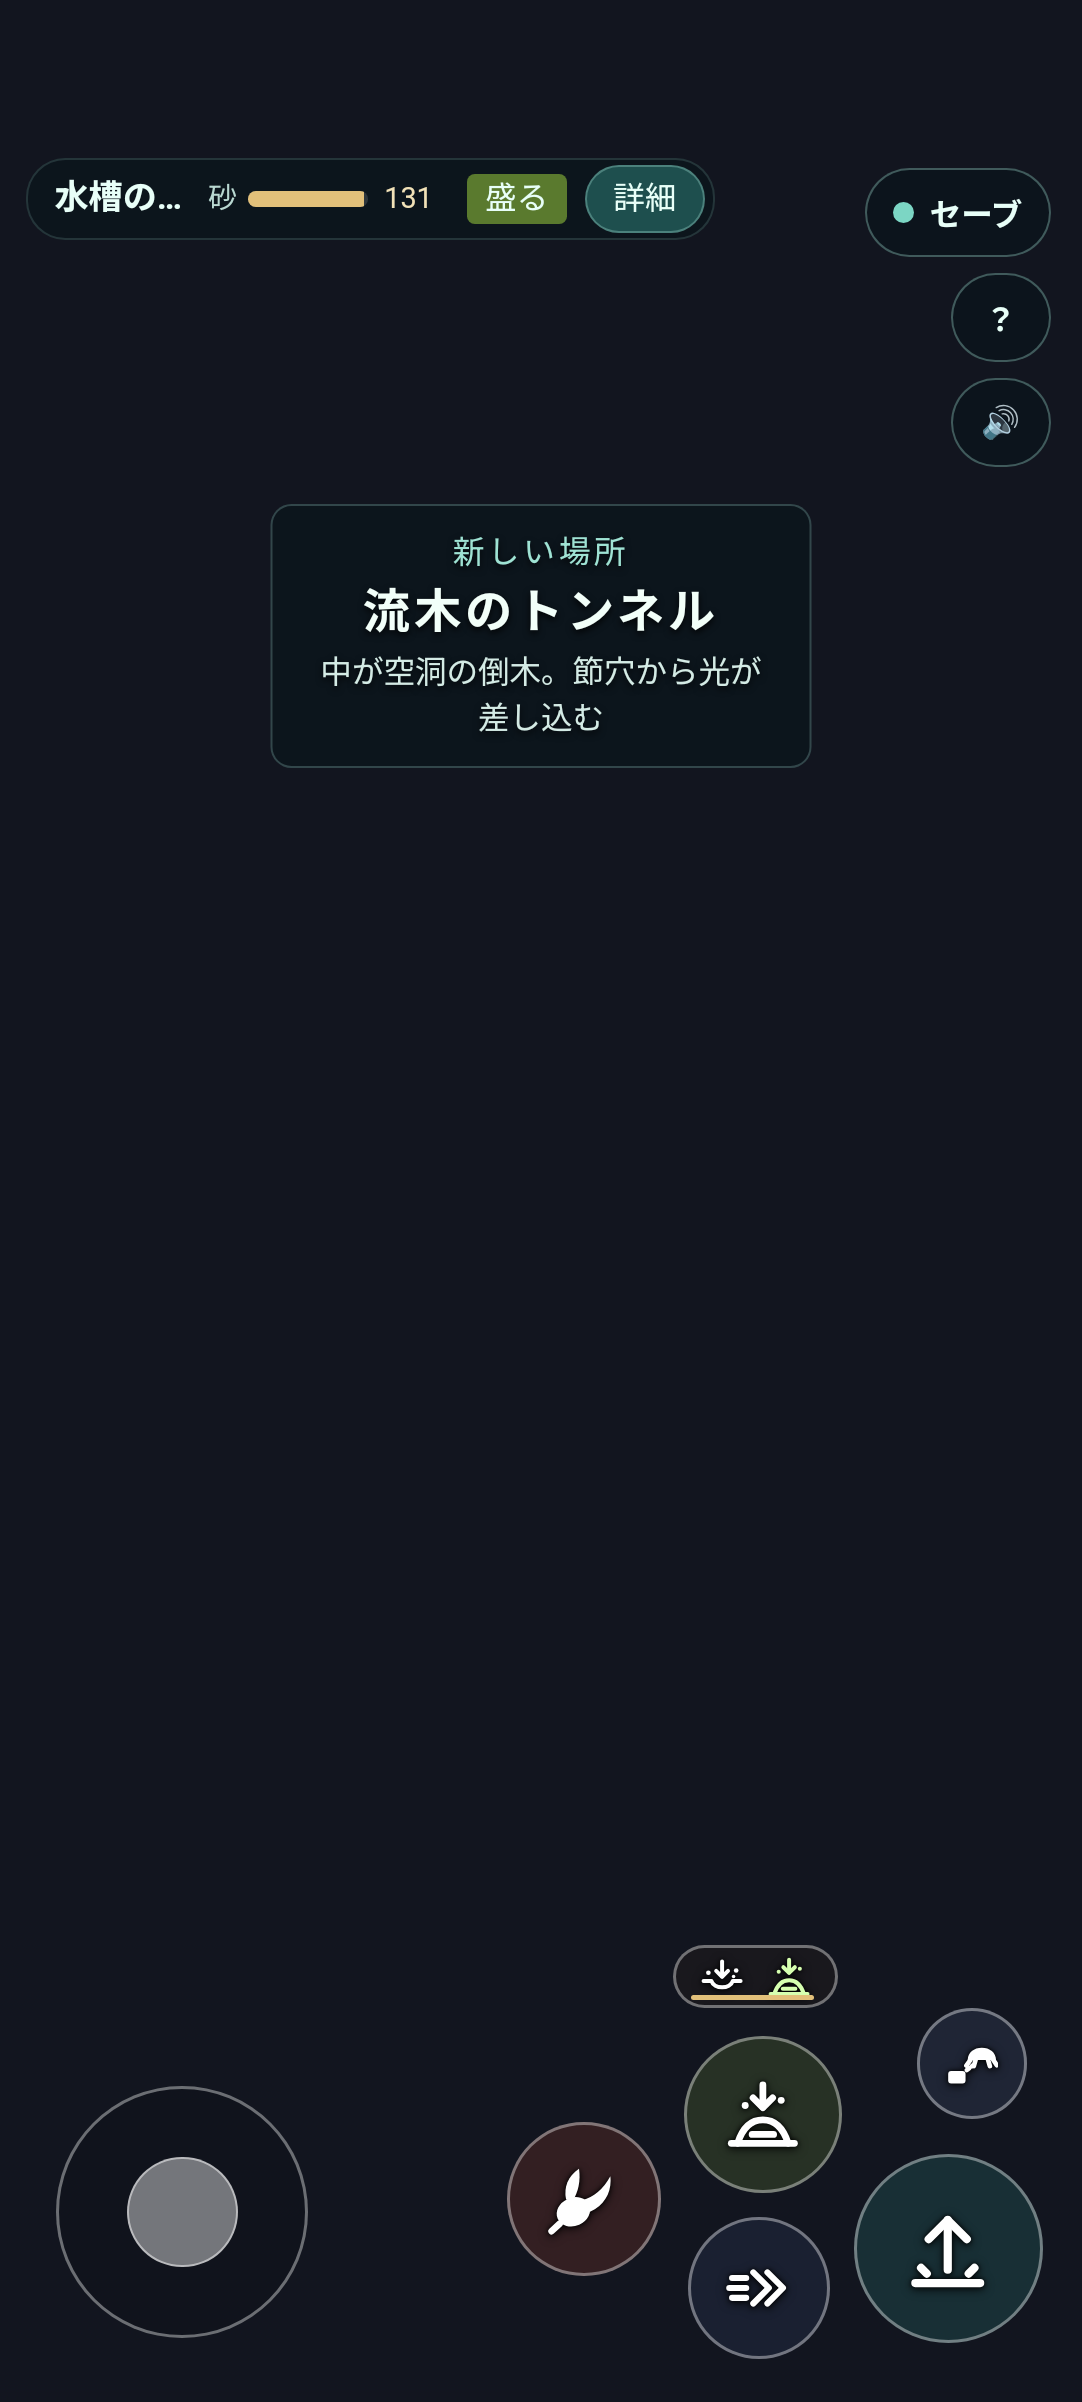 水槽の… 砂 131 盛る 詳細
セーブ
?
新しい場所
流木のトンネル
中が空洞の倒木。節穴から光が
差し込む